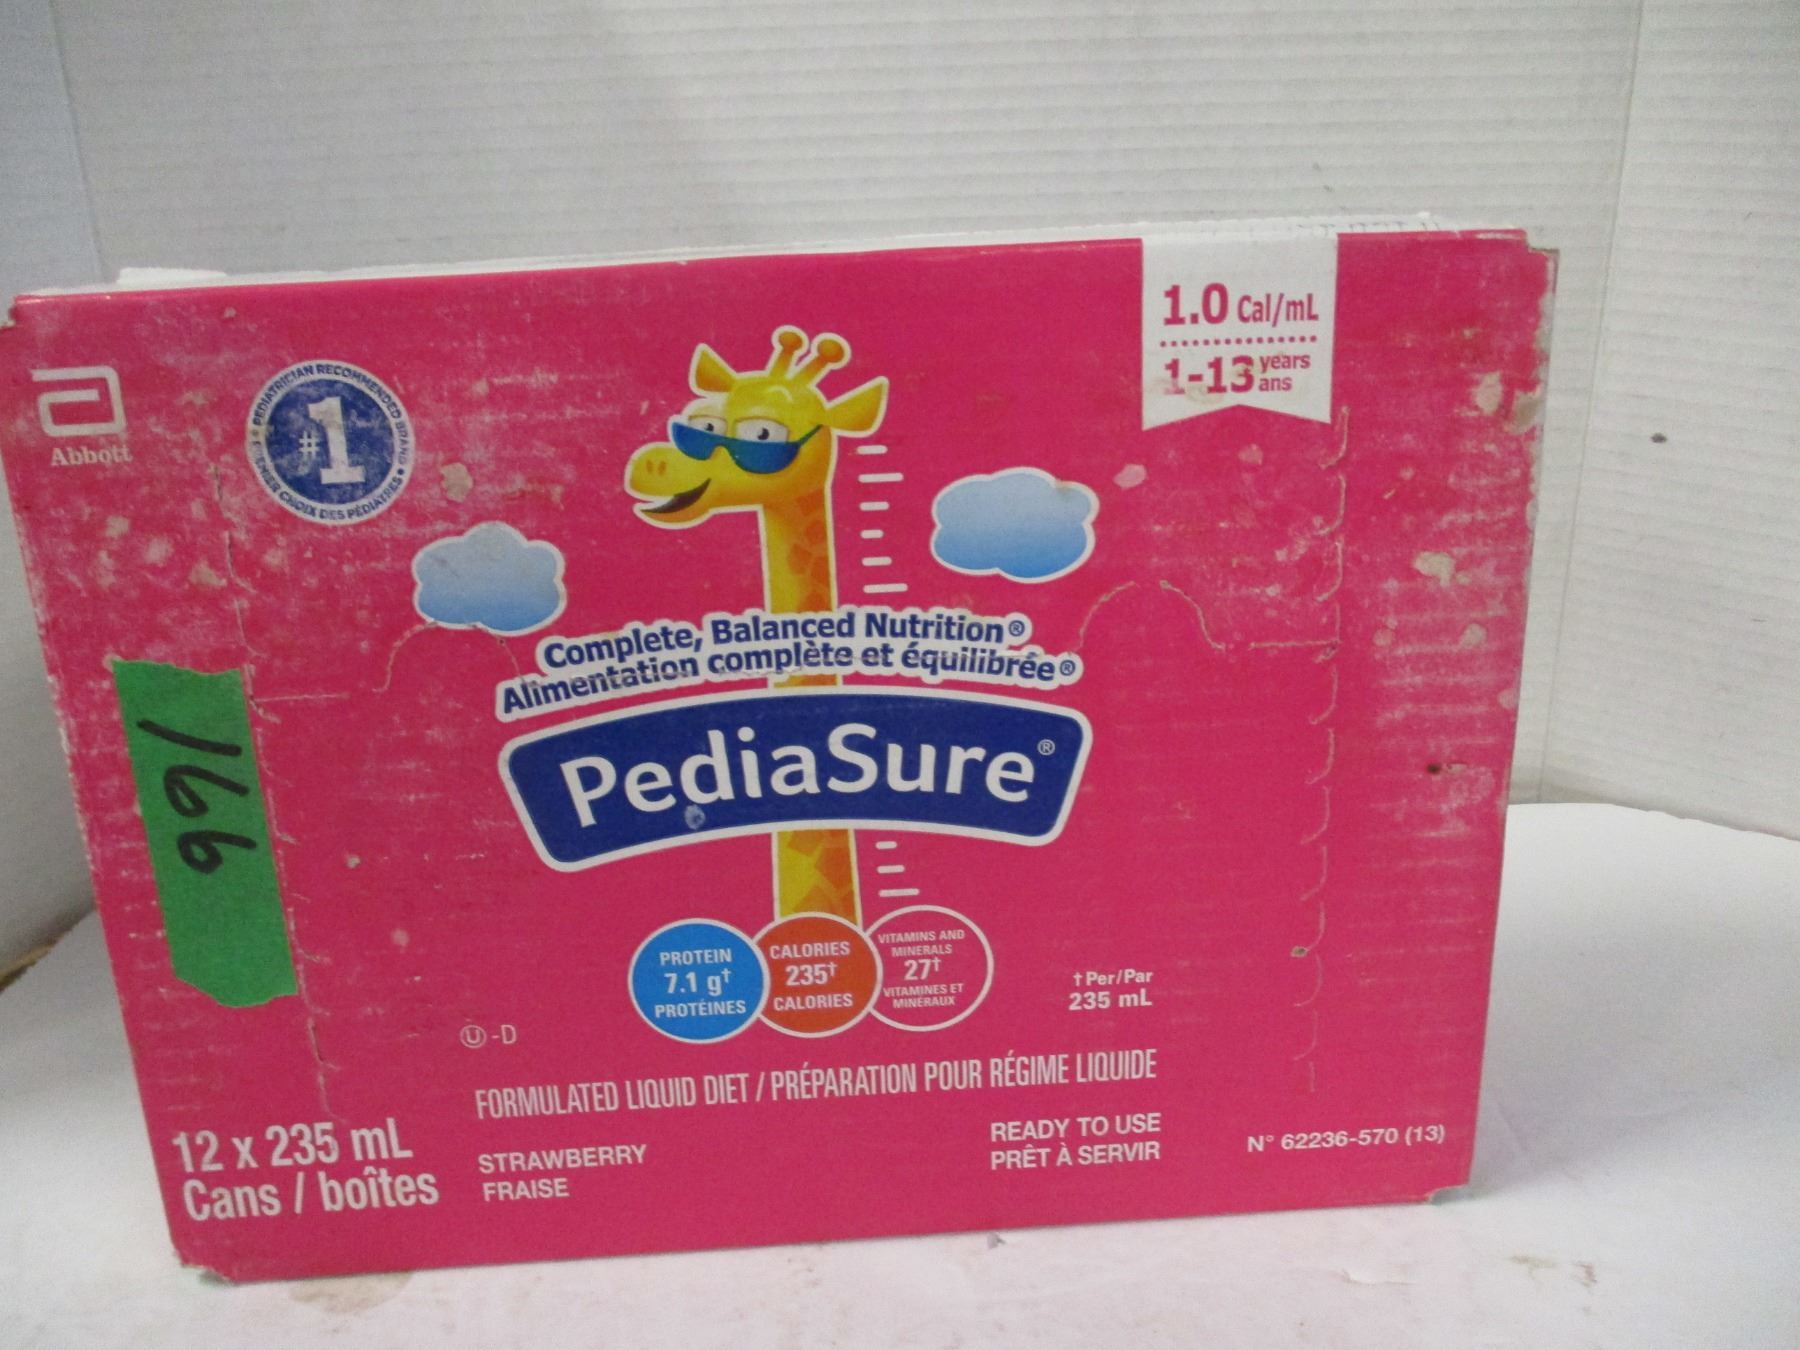 1.0 Cal/mL
1-13 years
ans
Abbott
PEDIATRICIAN RECOMMENDED BRAND
#1
PREMIER CHOIX DES PÉDIATRES
Complete, Balanced Nutrition®
Alimentation complète et équilibrée®
PediaSure®
166
PROTEIN
7.1 g†
PROTÉINES
CALORIES
235†
CALORIES
VITAMINS AND
MINERALS
27†
VITAMINES ET
MINÉRAUX
† Per/Par
235 mL
U-D
FORMULATED LIQUID DIET / PRÉPARATION POUR RÉGIME LIQUIDE
12 x 235 mL
Cans / boîtes
STRAWBERRY
FRAISE
READY TO USE
PRÊT À SERVIR
N° 62236-570 (13)